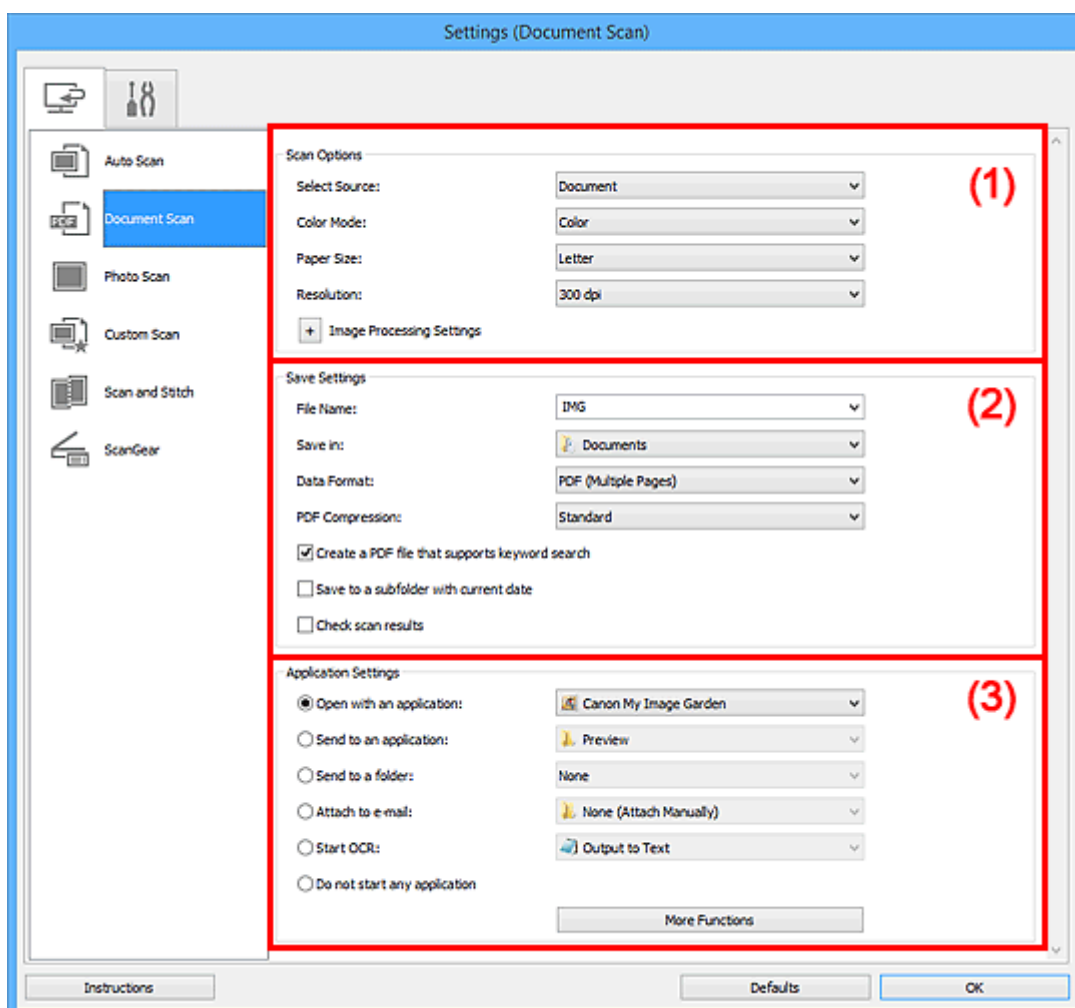 Settings (Document Scan)
Auto Scan
Document Scan
Photo Scan
Custom Scan
Scan and Stitch
ScanGear
Scan Options
(1)
Select Source: Document
Color Mode: Color
Paper Size: Letter
Resolution: 300 dpi
+ Image Processing Settings
Save Settings
(2)
File Name: IMG
Save in: Documents
Data Format: PDF (Multiple Pages)
PDF Compression: Standard
Create a PDF file that supports keyword search
Save to a subfolder with current date
Check scan results
Application Settings
(3)
Open with an application: Canon My Image Garden
Send to an application: Preview
Send to a folder: None
Attach to e-mail: None (Attach Manually)
Start OCR: Output to Text
Do not start any application
More Functions
Instructions Defaults OK